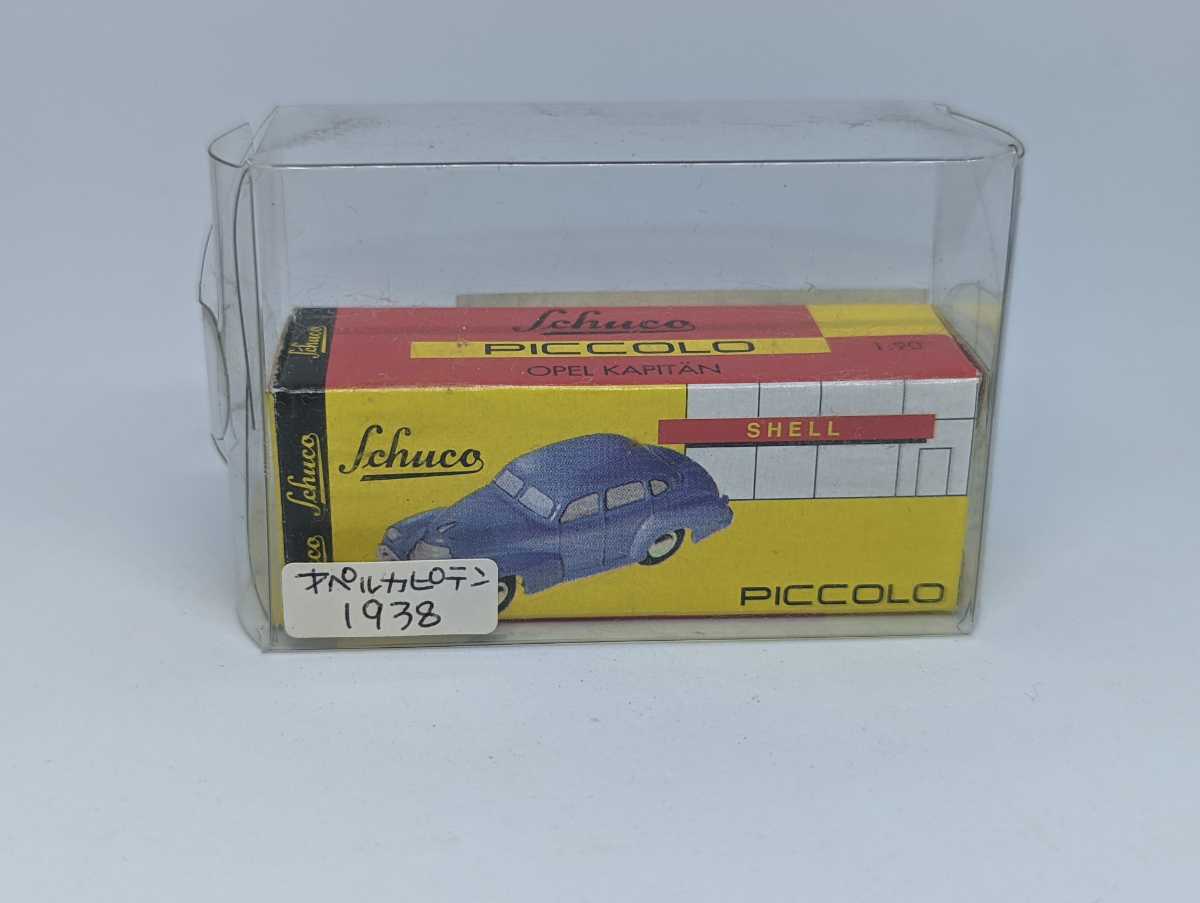 Schuco
Schuco
PICCOLO
1:90
OPEL KAPITÄN
Schuco
Schuco
SHELL
PICCOLO
オペルカピテン
1938